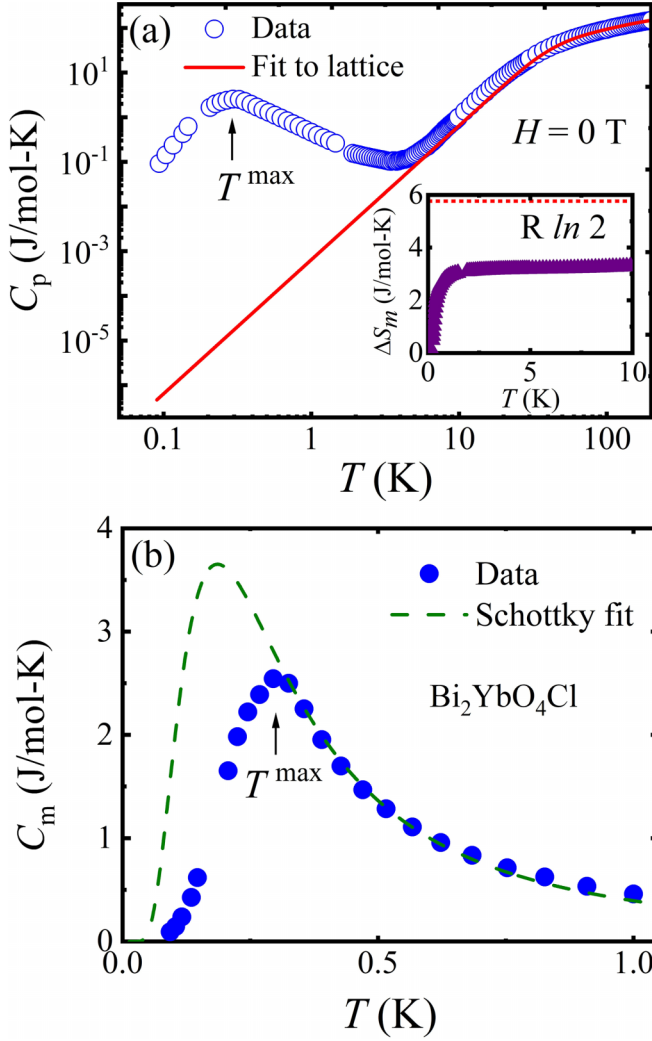 (a)
Data
Fit to lattice
H = 0 T
T max
C_p (J/mol-K)
10^1
10^-1
10^-3
10^-5
0.1 1 10 100
T (K)
R ln 2
ΔS_m (J/mol-K)
6
4
2
0
0 5 10
T (K)
(b)
Data
Schottky fit
Bi₂YbO₄Cl
T max
C_m (J/mol-K)
4
3
2
1
0
0.0 0.5 1.0
T (K)